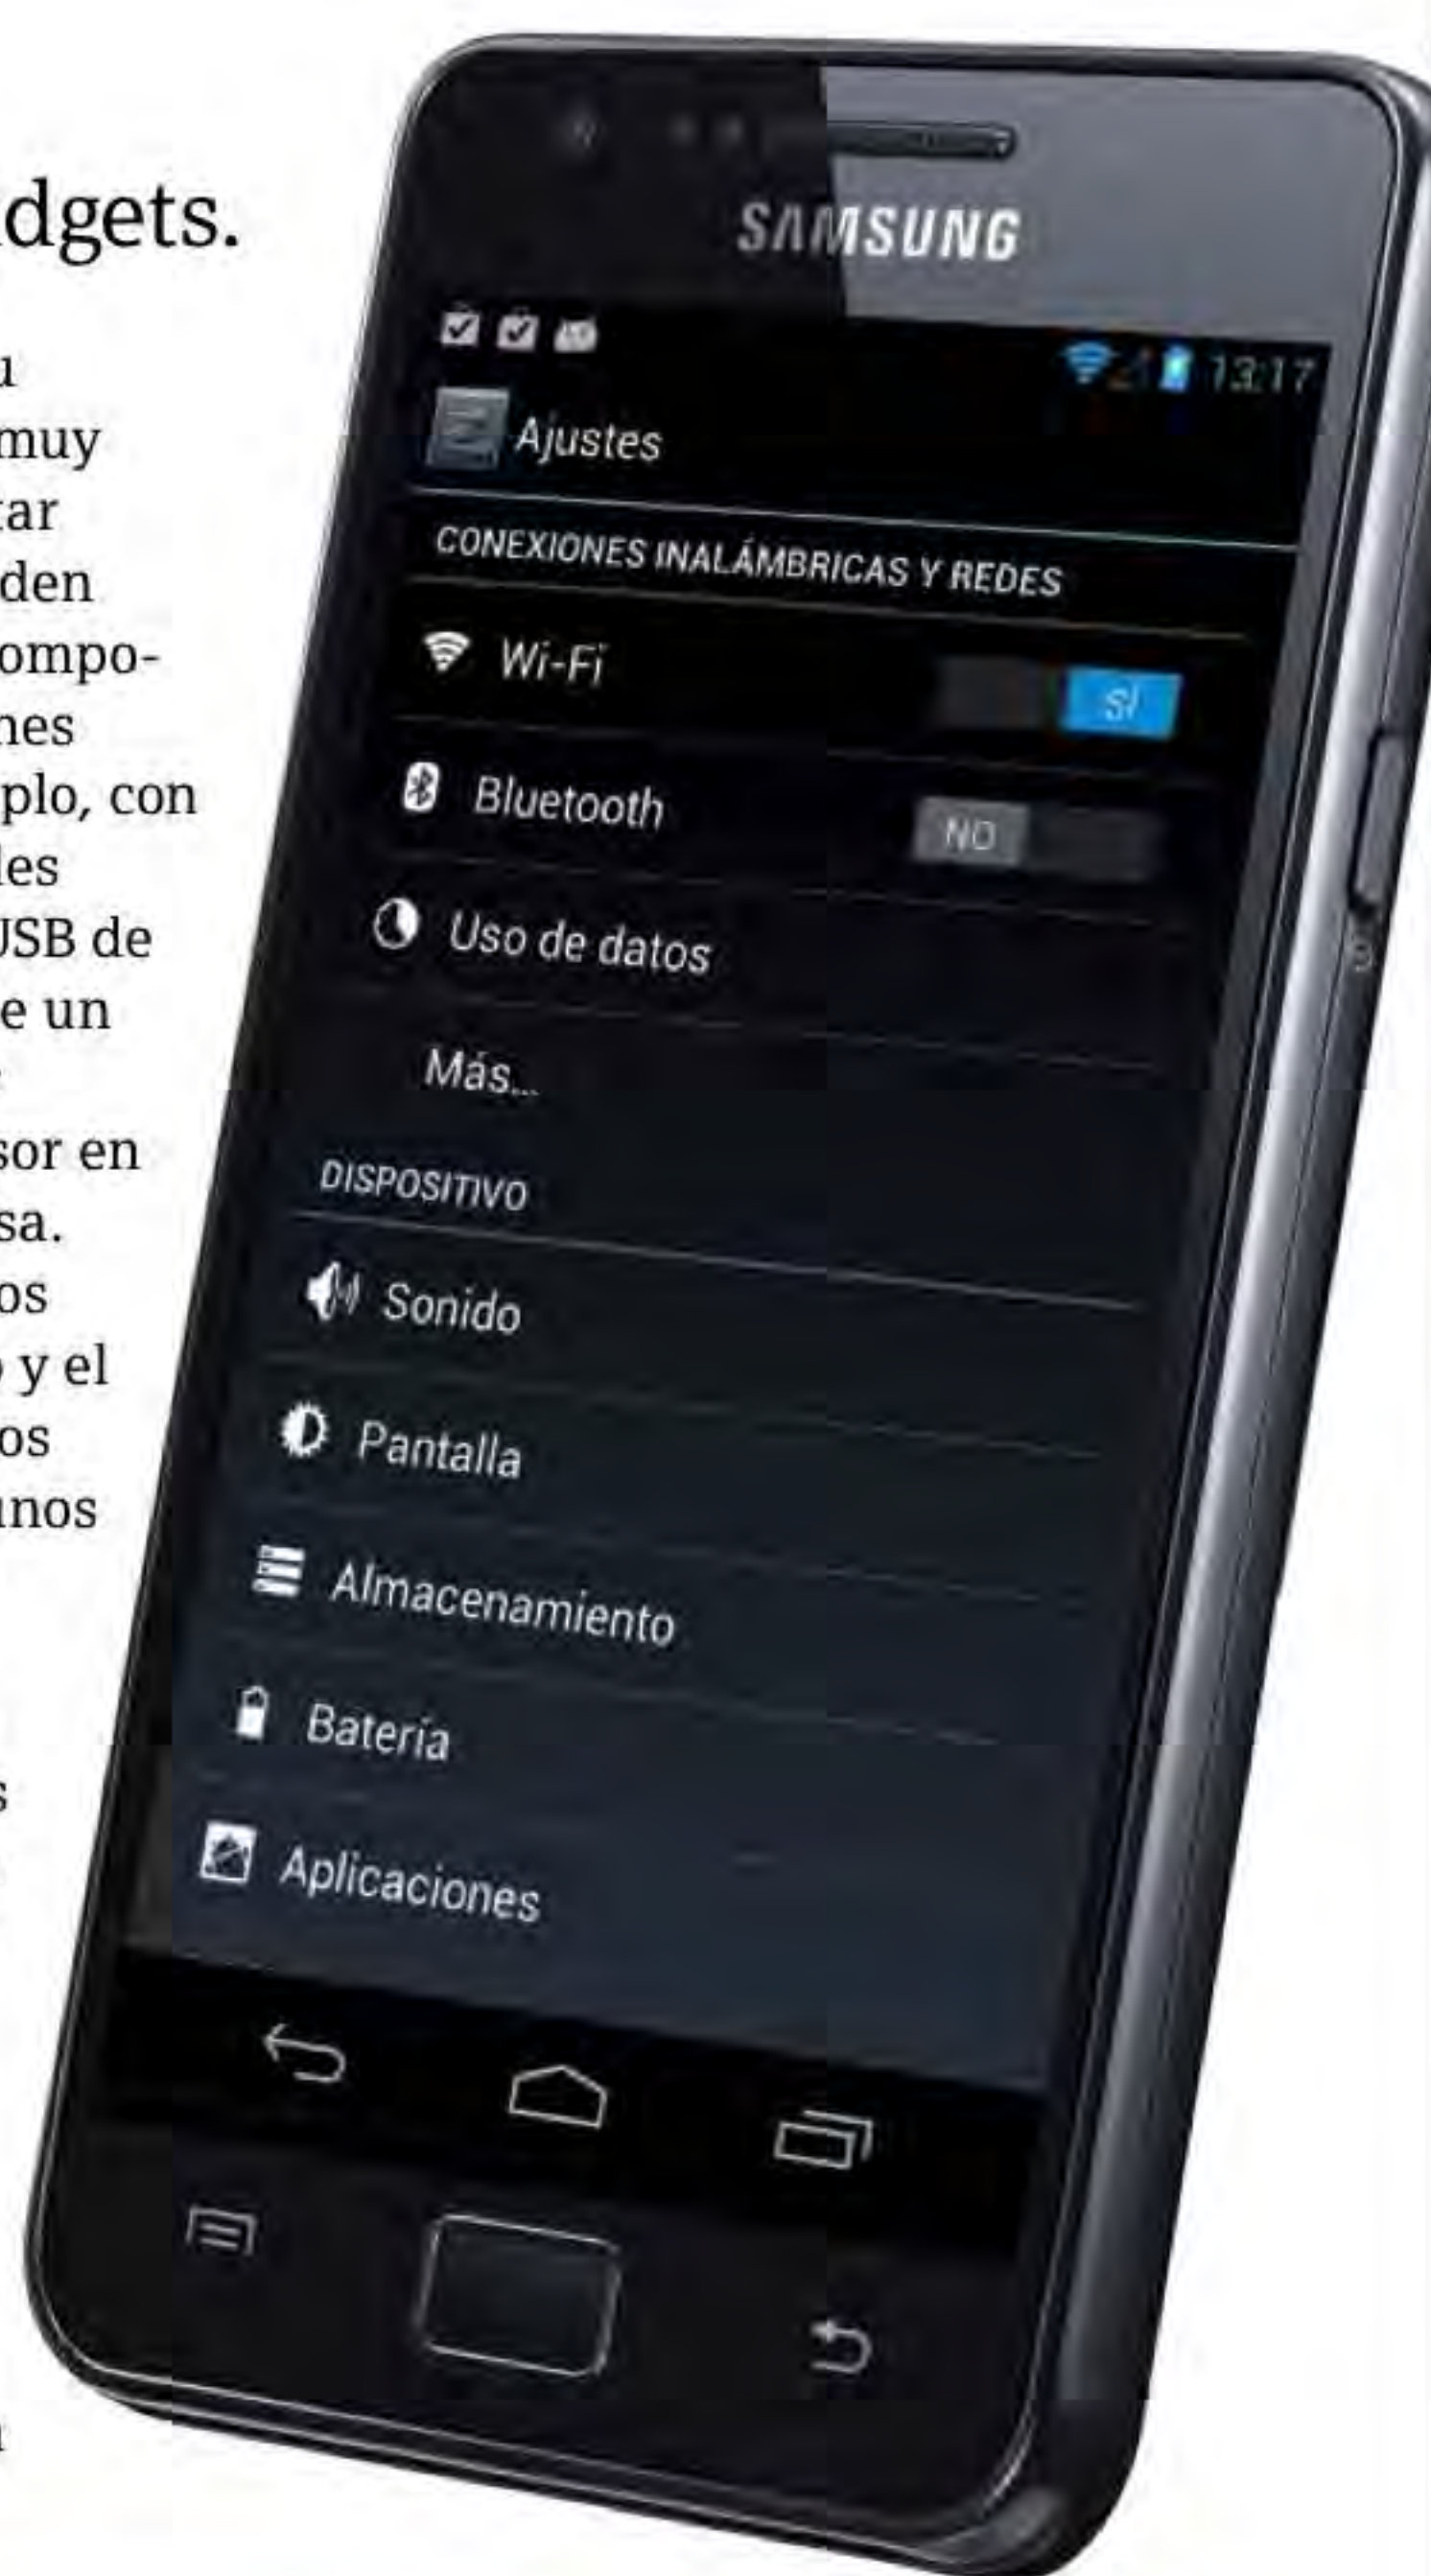 dgets.
u
muy
tar
den
ompo-
nes
plo, con
les
USB de
e un
sor en
sa.
os
o y el
os
unos
s
SAMSUNG
13:17
Ajustes
CONEXIONES INALÁMBRICAS Y REDES
Wi-Fi
SÍ
Bluetooth
NO
Uso de datos
Más...
DISPOSITIVO
Sonido
Pantalla
Almacenamiento
Batería
Aplicaciones